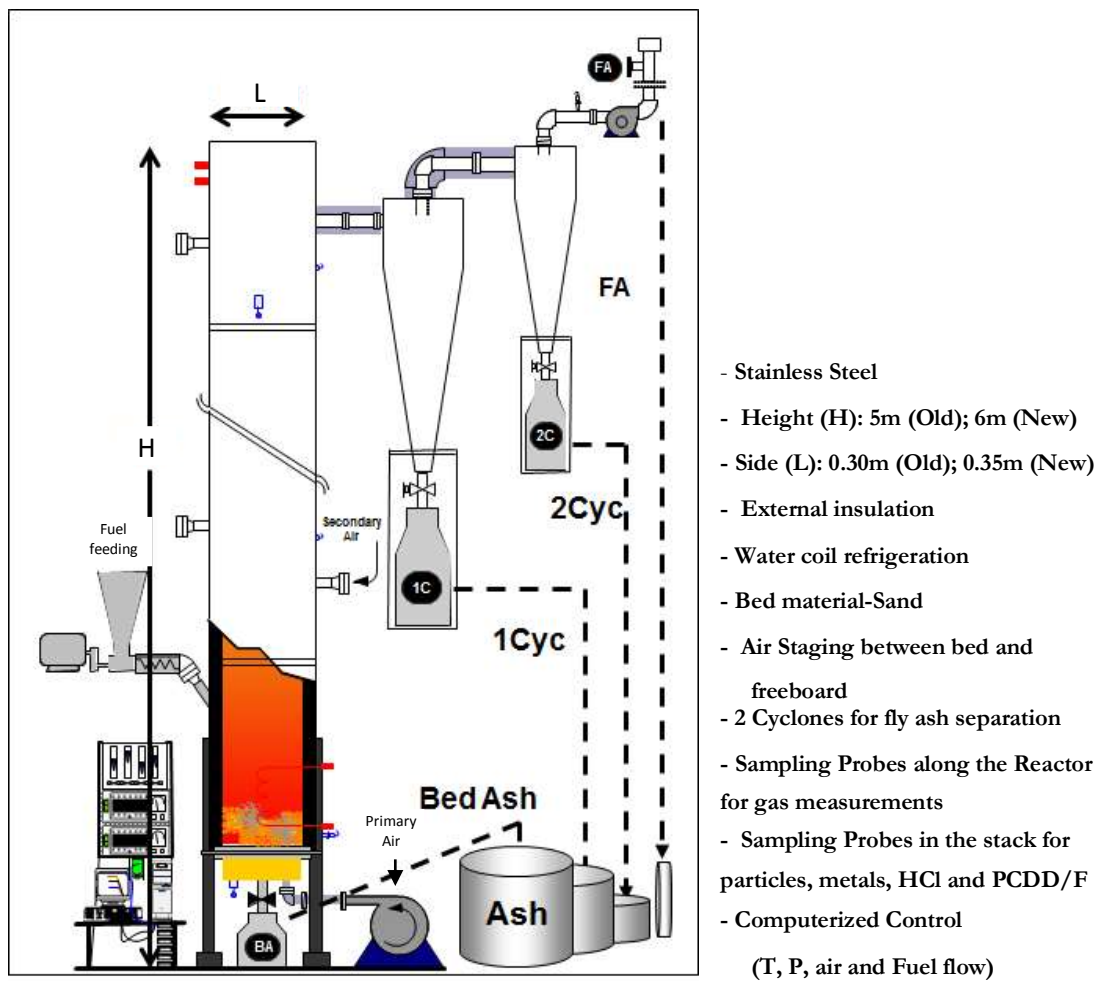 L
FA
FA
H
2C
2Cyc
Secondary
Air
Fuel
feeding
1C
1Cyc
Bed Ash
Primary
Air
Ash
BA
- Stainless Steel
- Height (H): 5m (Old); 6m (New)
- Side (L): 0.30m (Old); 0.35m (New)
- External insulation
- Water coil refrigeration
- Bed material-Sand
- Air Staging between bed and
freeboard
- 2 Cyclones for fly ash separation
- Sampling Probes along the Reactor
for gas measurements
- Sampling Probes in the stack for
particles, metals, HCl and PCDD/F
- Computerized Control
(T, P, air and Fuel flow)